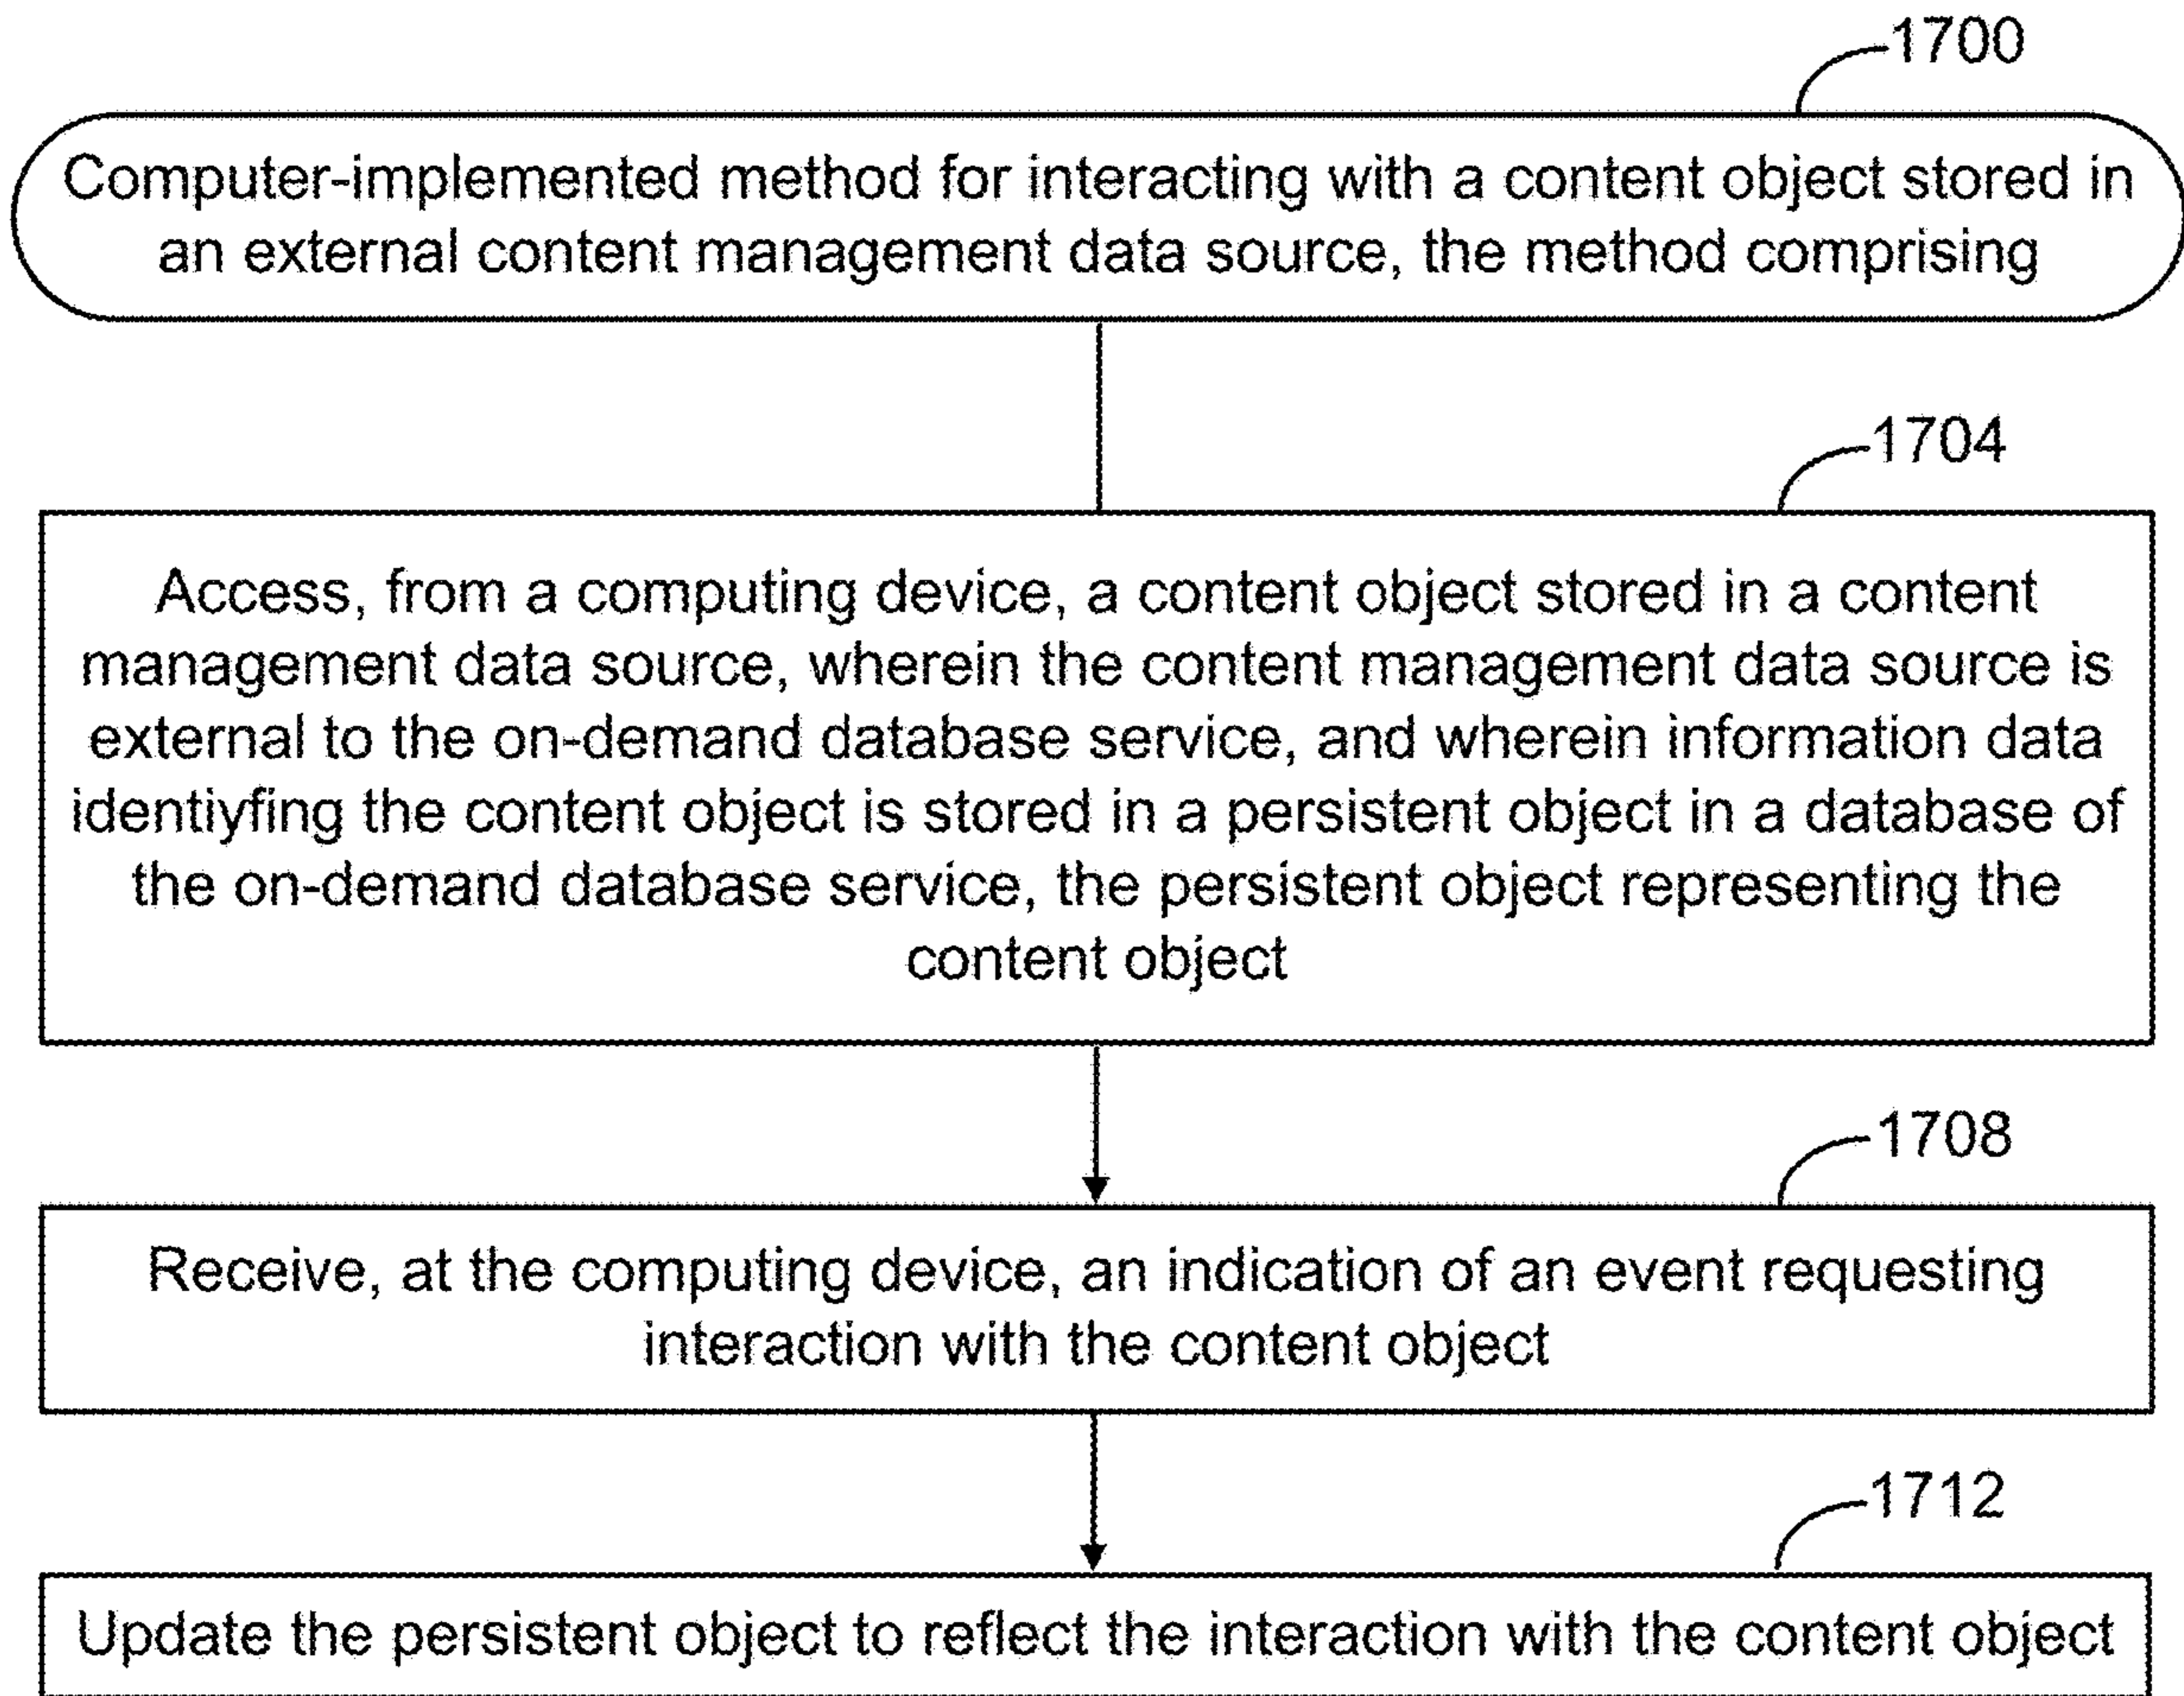 1700
Computer-implemented method for interacting with a content object stored in
an external content management data source, the method comprising
1704
Access, from a computing device, a content object stored in a content
management data source, wherein the content management data source is
external to the on-demand database service, and wherein information data
identiyfing the content object is stored in a persistent object in a database of
the on-demand database service, the persistent object representing the
content object
1708
Receive, at the computing device, an indication of an event requesting
interaction with the content object
1712
Update the persistent object to reflect the interaction with the content object